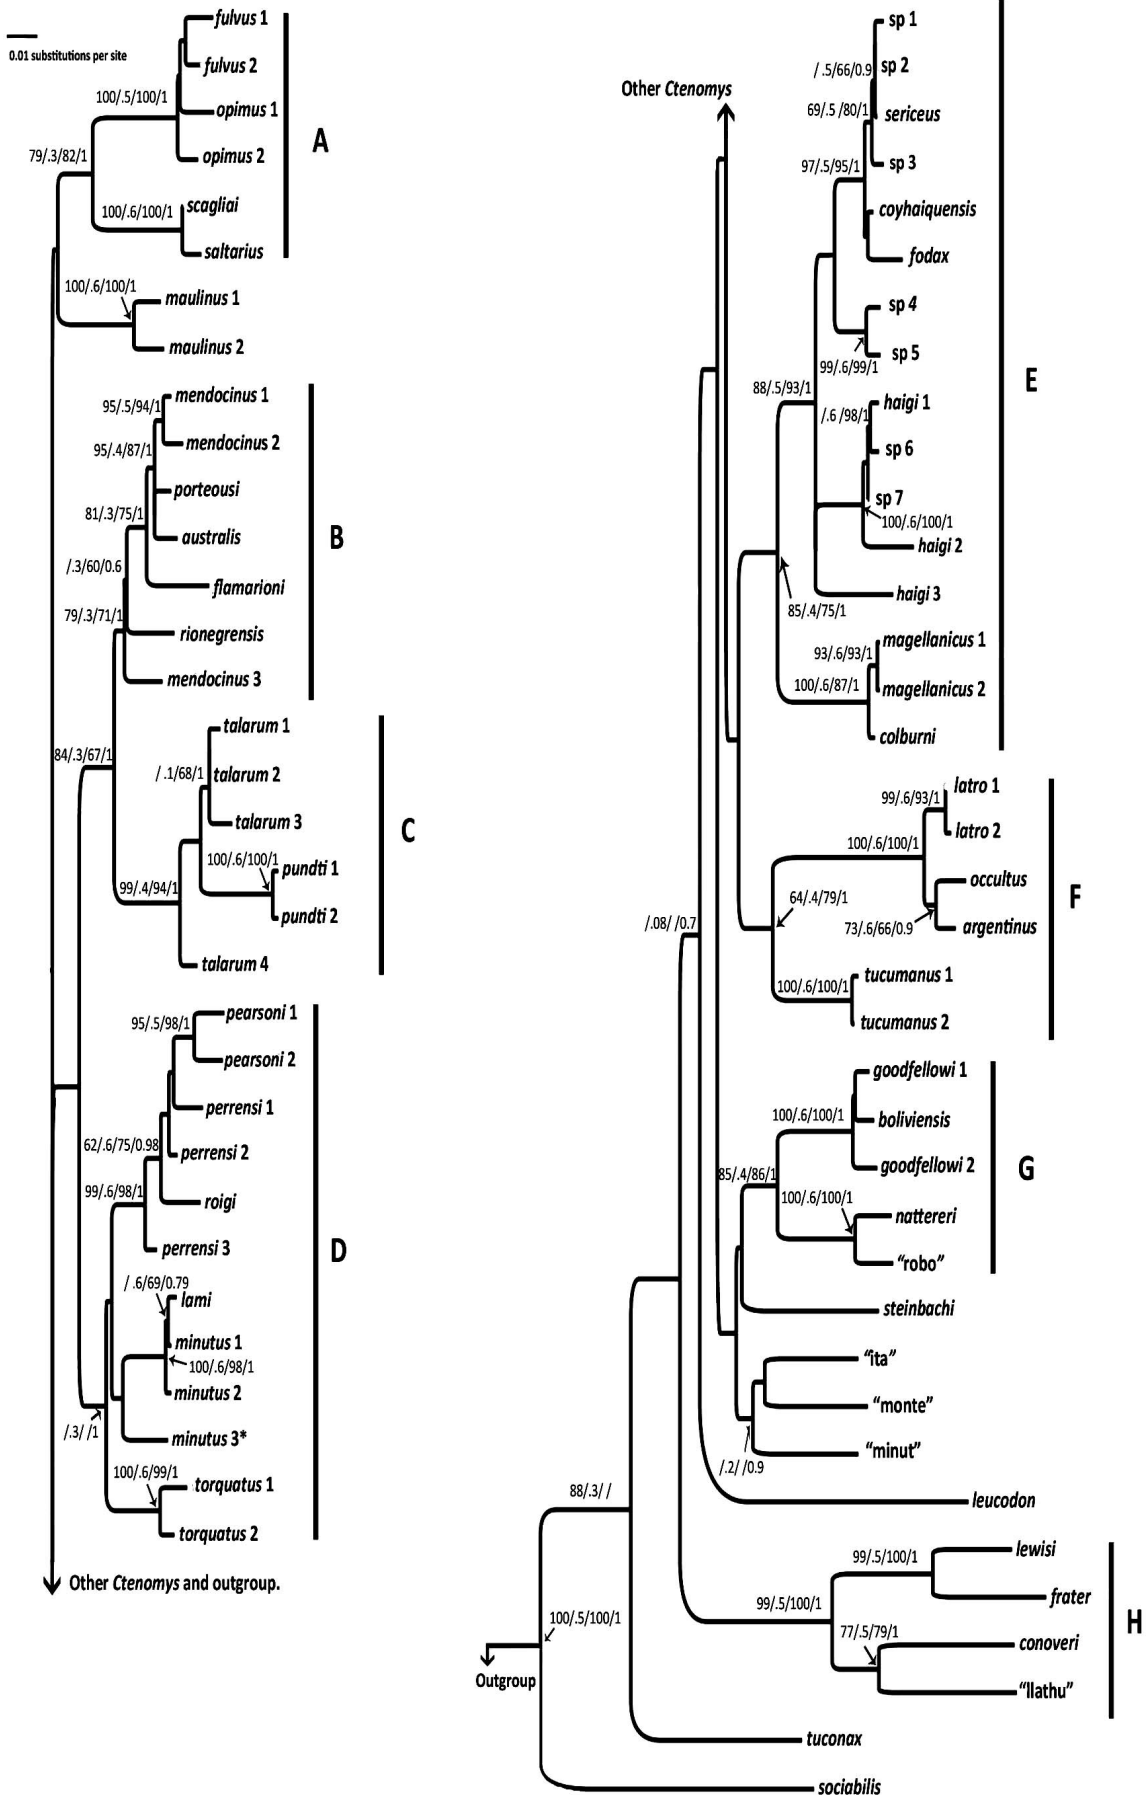 fulvus 1
0.01 substitutions per site
fulvus 2
100/.5/100/1
opimus 1
opimus 2
A
79/.3/82/1
scagliai
100/.6/100/1
saltarius
100/.6/100/1
maulinus 1
maulinus 2
mendocinus 1
95/.5/94/1
mendocinus 2
95/.4/87/1
porteousi
81/.3/75/1
australis
B
/.3/60/0.6
flamarioni
79/.3/71/1
rionegrensis
mendocinus 3
talarum 1
84/.3/67/1
/ .1/68/1
talarum 2
talarum 3
C
100/.6/100/1
pundti 1
99/.4/94/1
pundti 2
talarum 4
pearsoni 1
95/.5/98/1
pearsoni 2
perrensi 1
62/.6/75/0.98
perrensi 2
99/.6/98/1
roigi
perrensi 3
D
/ .6/69/0.79
lami
minutus 1
100/.6/98/1
minutus 2
/.3/ /1
minutus 3*
100/.6/99/1
torquatus 1
torquatus 2
Other Ctenomys and outgroup.
Other Ctenomys
sp 1
/ .5/66/0.9
sp 2
69/.5 /80/1
sericeus
97/.5/95/1
sp 3
coyhaiquensis
fodax
sp 4
sp 5
99/.6/99/1
E
88/.5/93/1
haigi 1
/.6 /98/1
sp 6
sp 7
100/.6/100/1
haigi 2
haigi 3
85/.4/75/1
magellanicus 1
93/.6/93/1
100/.6/87/1
magellanicus 2
colburni
latro 1
99/.6/93/1
latro 2
100/.6/100/1
occultus
64/.4/79/1
F
73/.6/66/0.9
argentinus
/.08/ /0.7
tucumanus 1
100/.6/100/1
tucumanus 2
goodfellowi 1
100/.6/100/1
boliviensis
goodfellowi 2
G
85/.4/86/1
100/.6/100/1
nattereri
“robo”
steinbachi
“ita”
“monte”
“minut”
/.2/ /0.9
88/.3/ /
leucodon
lewisi
99/.5/100/1
frater
99/.5/100/1
H
100/.5/100/1
77/.5/79/1
conoveri
Outgroup
“llathu”
tuconax
sociabilis